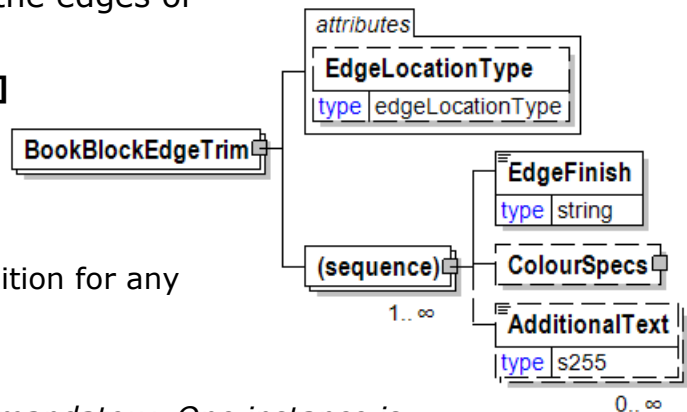 the edges of
attributes
EdgeLocationType
type edgeLocationType
]
BookBlockEdgeTrim
EdgeFinish
type string
(sequence)
ition for any
ColourSpecs
1.. ∞
AdditionalText
type s255
0.. ∞
One instance is